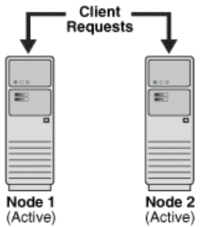 Client
Requests
Node 1
(Active)
Node 2
(Active)